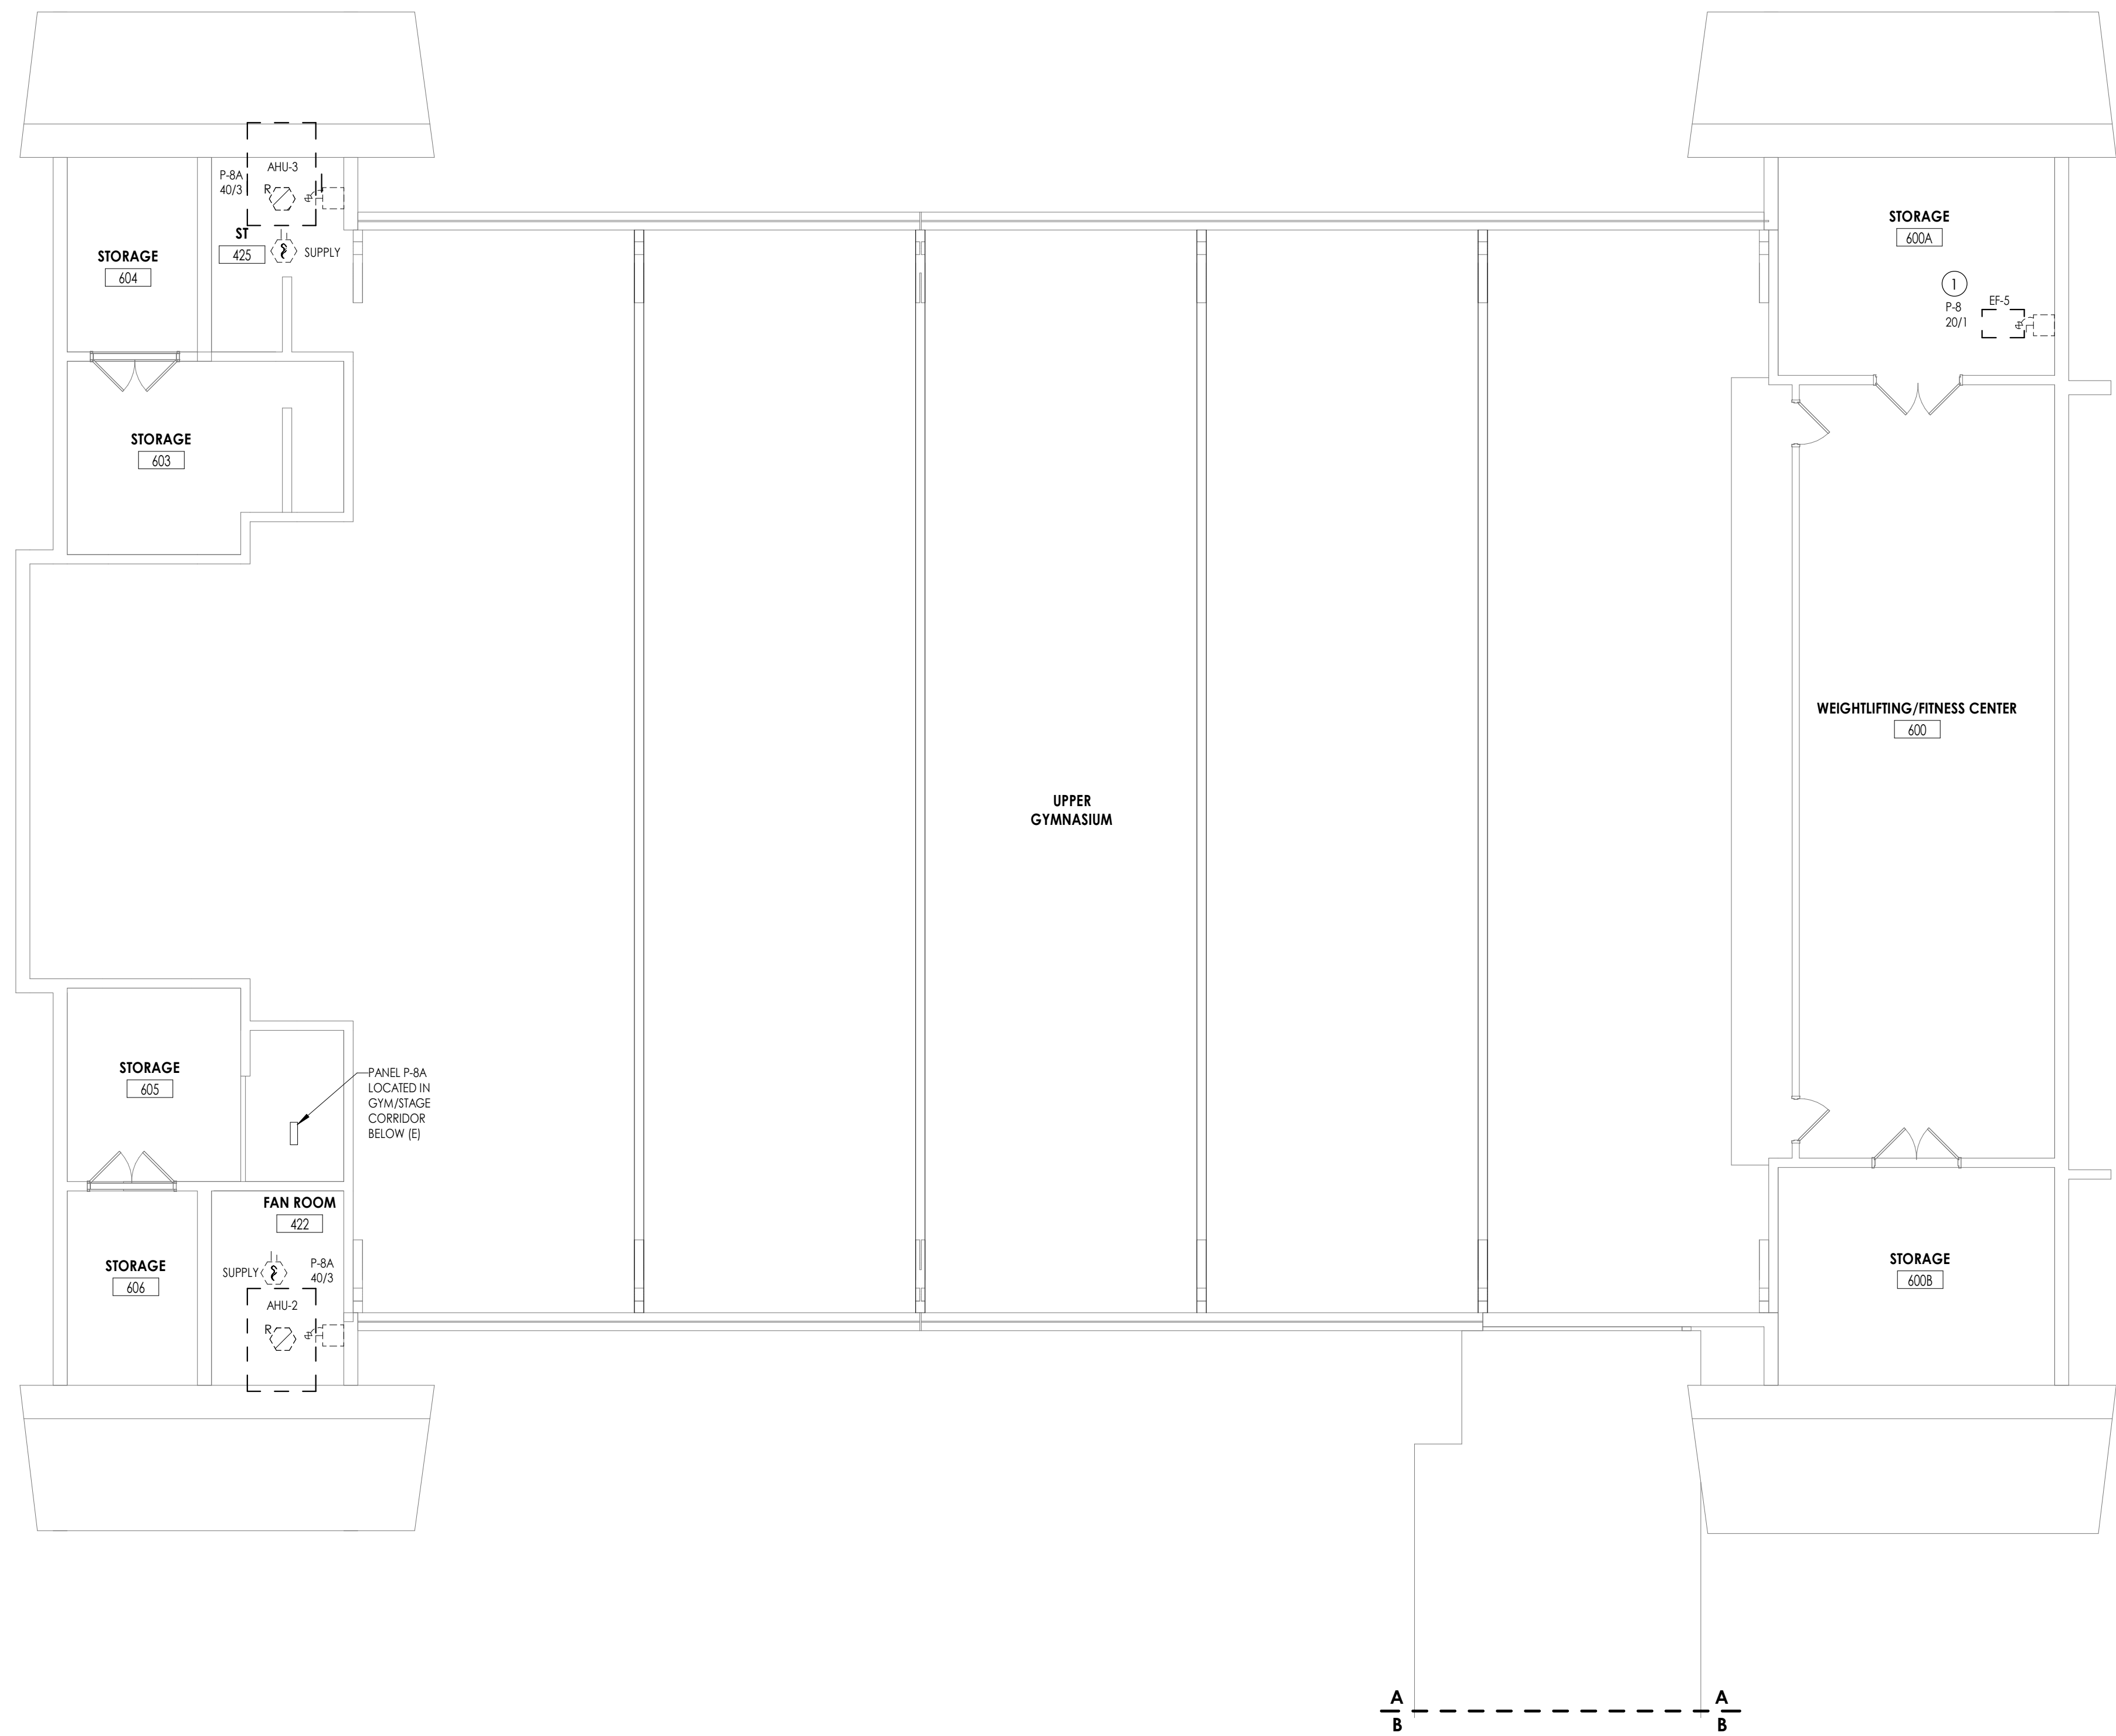 AHU-3
P-8A
40/3
R
ST
425
SUPPLY
STORAGE
604
STORAGE
600A
1
P-8
20/1
EF-5
STORAGE
603
WEIGHTLIFTING/FITNESS CENTER
600
UPPER
GYMNASIUM
STORAGE
605
PANEL P-8A
LOCATED IN
GYM/STAGE
CORRIDOR
BELOW (E)
FAN ROOM
422
SUPPLY
P-8A
40/3
AHU-2
R
STORAGE
606
STORAGE
600B
A
A
B
B